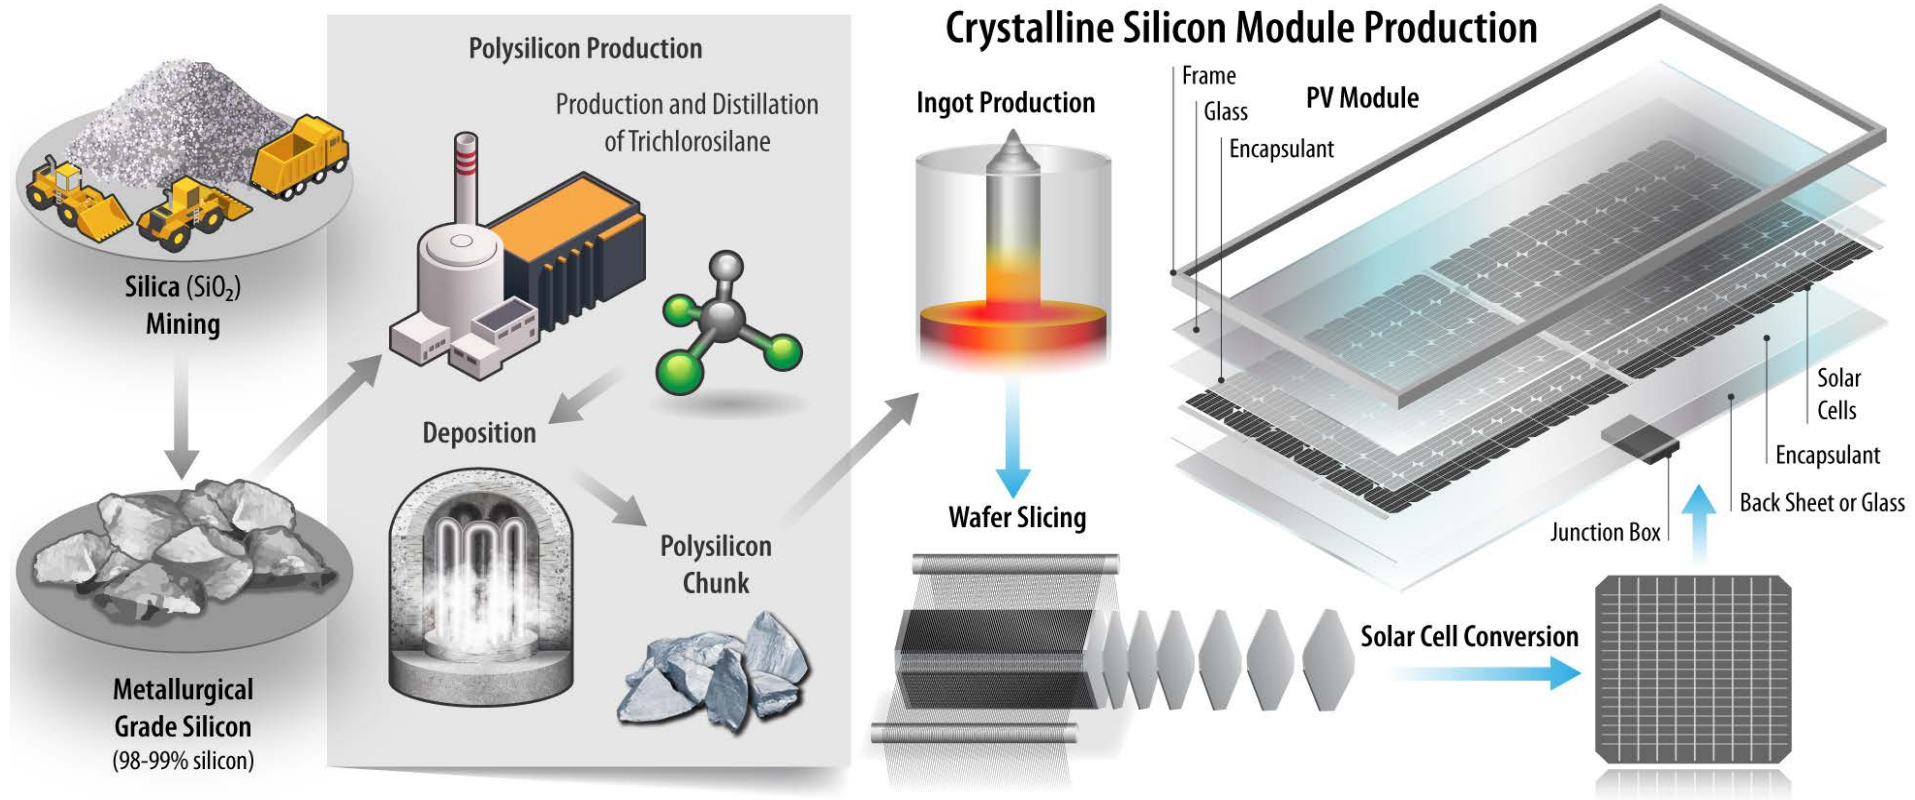 Crystalline Silicon Module Production
Silica (SiO₂)
Mining
Metallurgical
Grade Silicon
(98-99% silicon)
Polysilicon Production
Production and Distillation
of Trichlorosilane
Deposition
Polysilicon
Chunk
Ingot Production
Wafer Slicing
Solar Cell Conversion
PV Module
Frame
Glass
Encapsulant
Solar
Cells
Encapsulant
Back Sheet or Glass
Junction Box